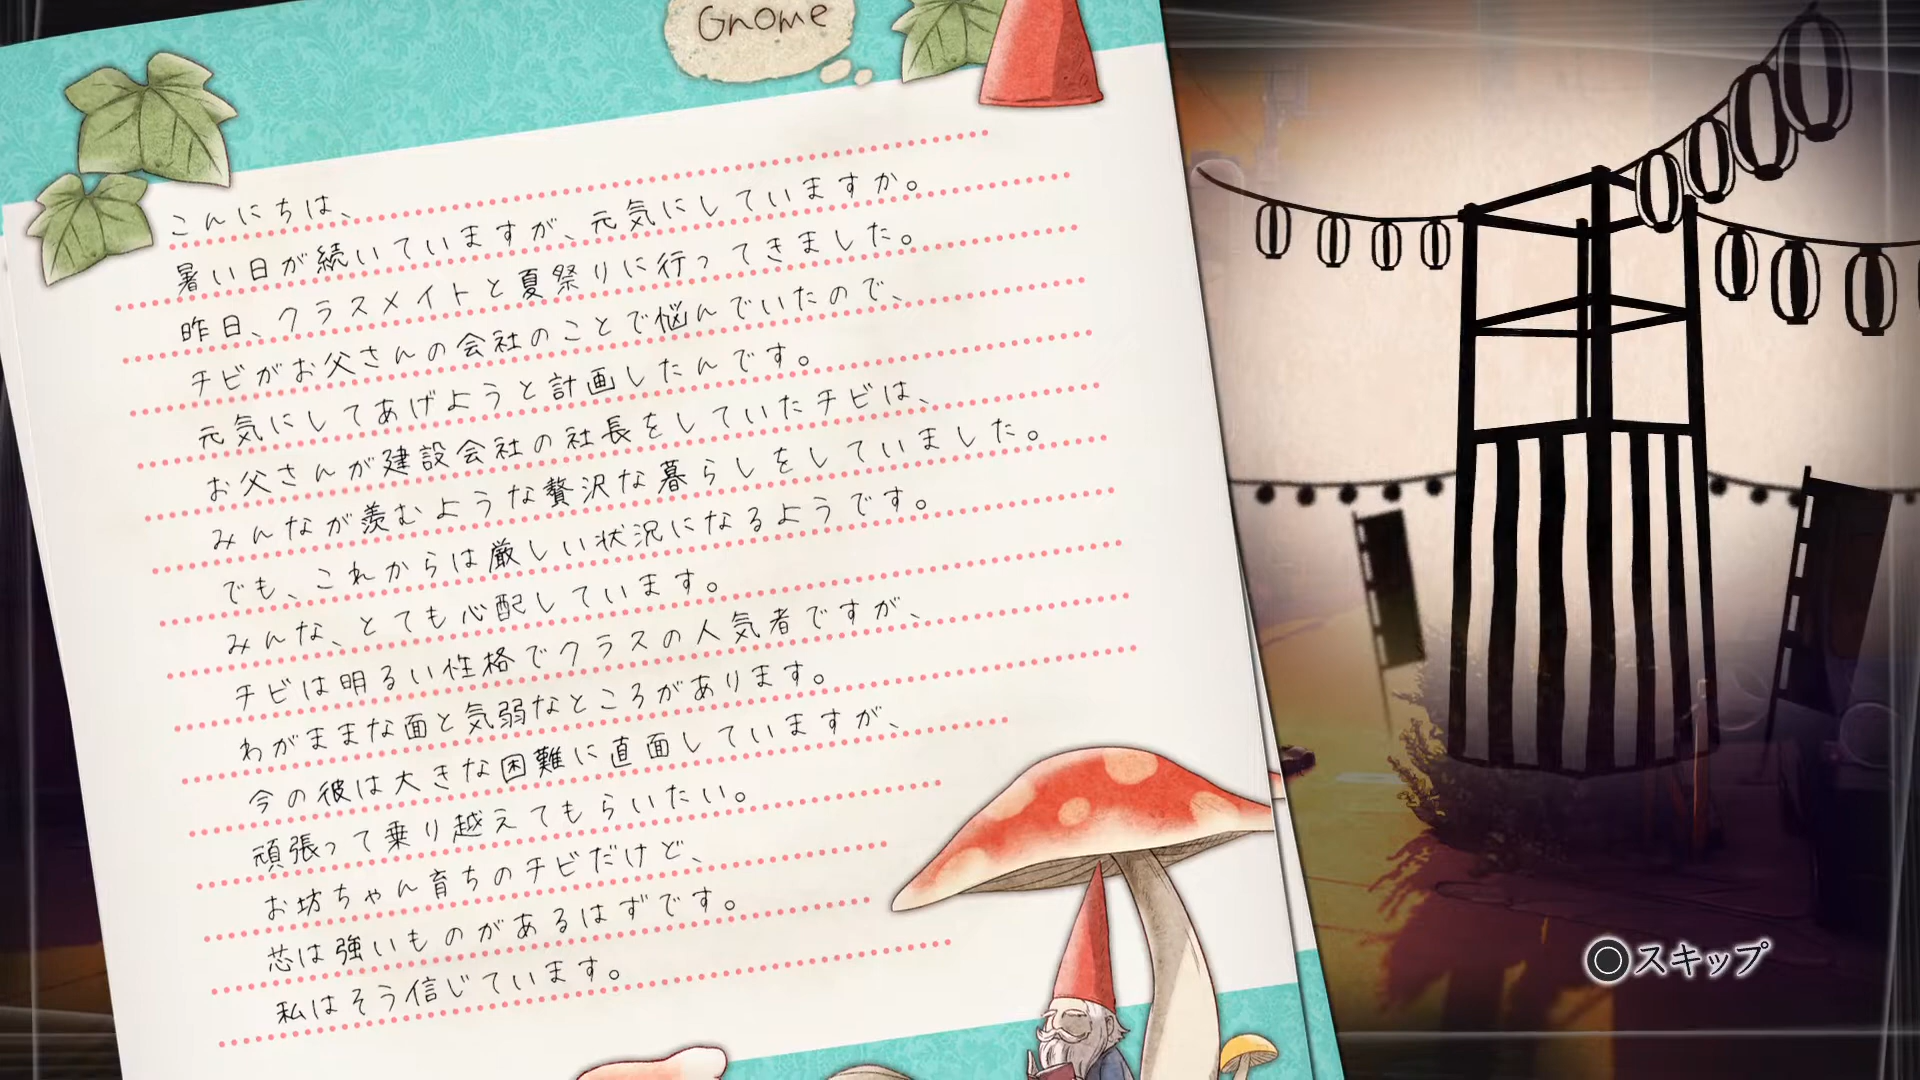 Gnome
こんにちは、
暑い日が続いていますが、元気にしていますか。
昨日、クラスメイトと夏祭りに行ってきました。
チビがお父さんの会社のことで悩んでいたので、
元気にしてあげようと計画したんです。
お父さんが建設会社の社長をしていたチビは、
みんなが羨むような贅沢な暮らしをしていました。
でも、これからは厳しい状況になるようです。
みんな、とても心配しています。
チビは明るい性格でクラスの人気者ですが、
わがままな面と気弱なところがあります。
今の彼は大きな困難に直面していますが、
頑張って乗り越えてもらいたい。
お坊ちゃん育ちのチビだけど、
芯は強いものがあるはずです。
私はそう信じています。
スキップ